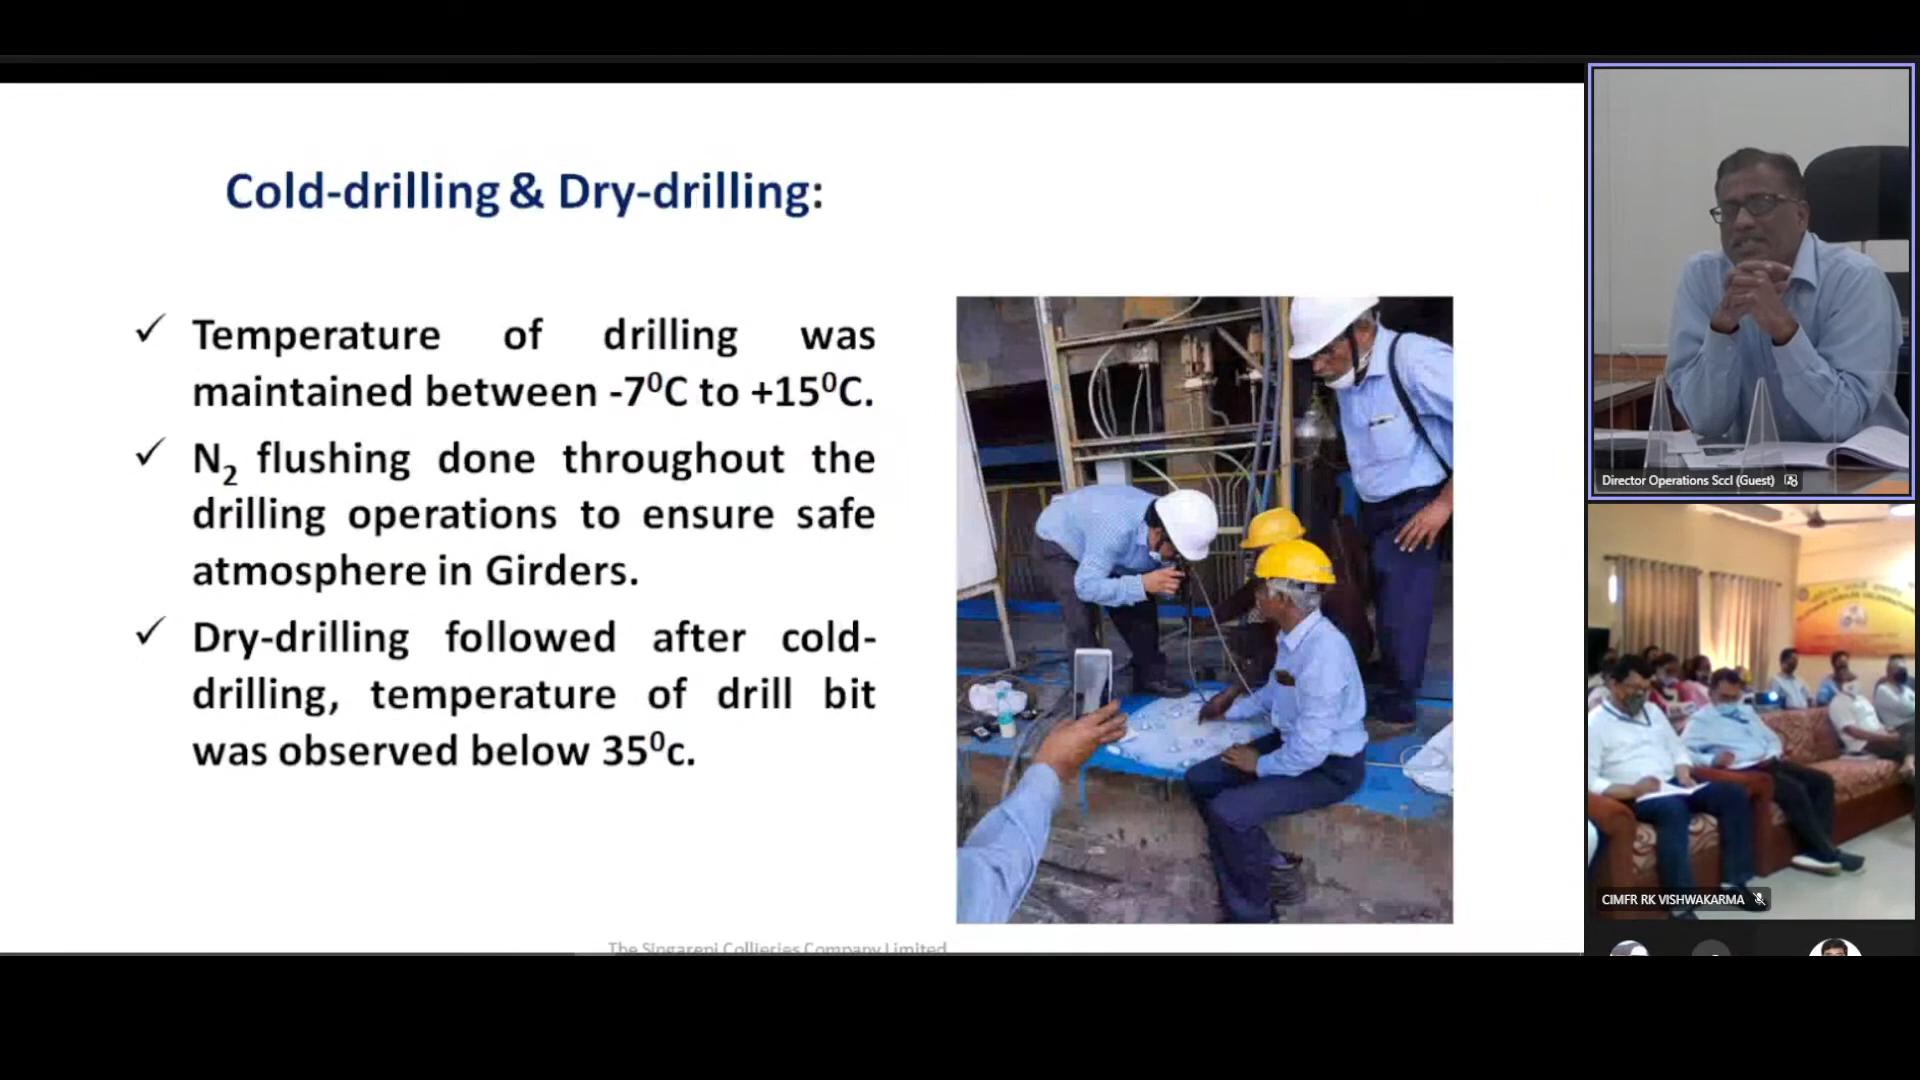 Cold-drilling & Dry-drilling:
✓ Temperature of drilling was
maintained between -7⁰C to +15⁰C.
✓ N₂ flushing done throughout the
drilling operations to ensure safe
atmosphere in Girders.
✓ Dry-drilling followed after cold-
drilling, temperature of drill bit
was observed below 35⁰c.
The Singareni Collieries Company Limited
Director Operations Sccl (Guest)
CIMFR RK VISHWAKARMA